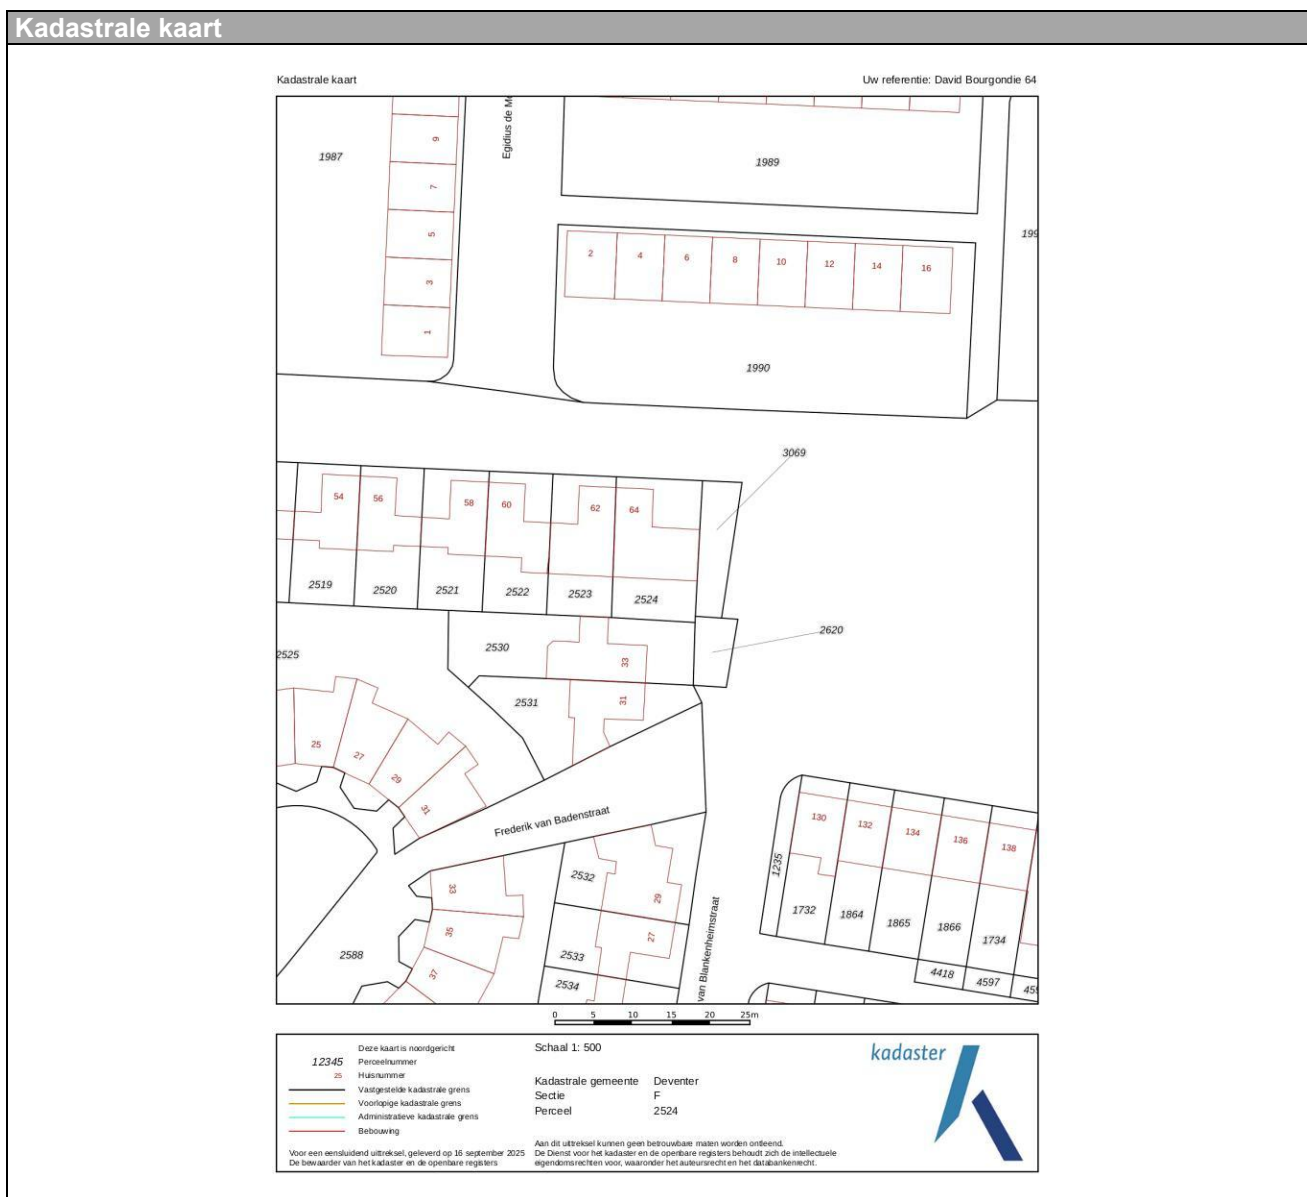 Kadastrale kaart
Kadastrale kaart
Uw referentie: David Bourgondie 64
1987
9
7
5
3
1
Egidius de Mo
1989
199
2
4
6
8
10
12
14
16
1990
3069
54
56
58
60
62
64
2519
2520
2521
2522
2523
2524
2620
2525
2530
33
2531
31
25
27
29
31
Frederik van Badenstraat
33
35
37
2588
2532
29
2533
27
2534
van Blankenheimstraat
1235
130
132
134
136
138
1732
1864
1865
1866
1734
4418
4597
459
0 5 10 15 20 25m
Deze kaart is noordgericht
12345 Perceelnummer
25 Huisnummer
Vastgestelde kadastrale grens
Voorlopige kadastrale grens
Administratieve kadastrale grens
Bebouwing
Voor een eensluidend uittreksel, geleverd op 16 september 2025
De bewaarder van het kadaster en de openbare registers
Schaal 1: 500
Kadastrale gemeente Deventer
Sectie F
Perceel 2524
Aan dit uittreksel kunnen geen betrouwbare maten worden ontleend.
De Dienst voor het kadaster en de openbare registers behoudt zich de intellectuele
eigendomsrechten voor, waaronder het auteursrecht en het databankenrecht.
kadaster